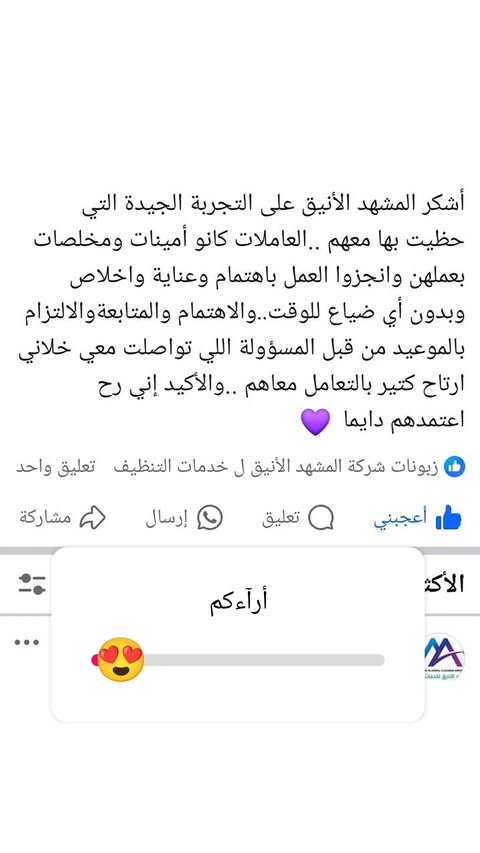 أشكر المشهد الأنيق على التجربة الجيدة التي
حظيت بها معهم ..العاملات كانو أمينات ومخلصات
بعملهن وانجزوا العمل باهتمام وعناية واخلاص
وبدون أي ضياع للوقت..والاهتمام والمتابعةوالالتزام
بالموعيد من قبل المسؤولة اللي تواصلت معي خلاني
ارتاح كتير بالتعامل معاهم ..والأكيد إني رح
اعتمدهم دايما 💜
زبونات شركة المشهد الأنيق ل خدمات التنظيف تعليق واحد
أعجبني تعليق إرسال مشاركة
أرآءكم